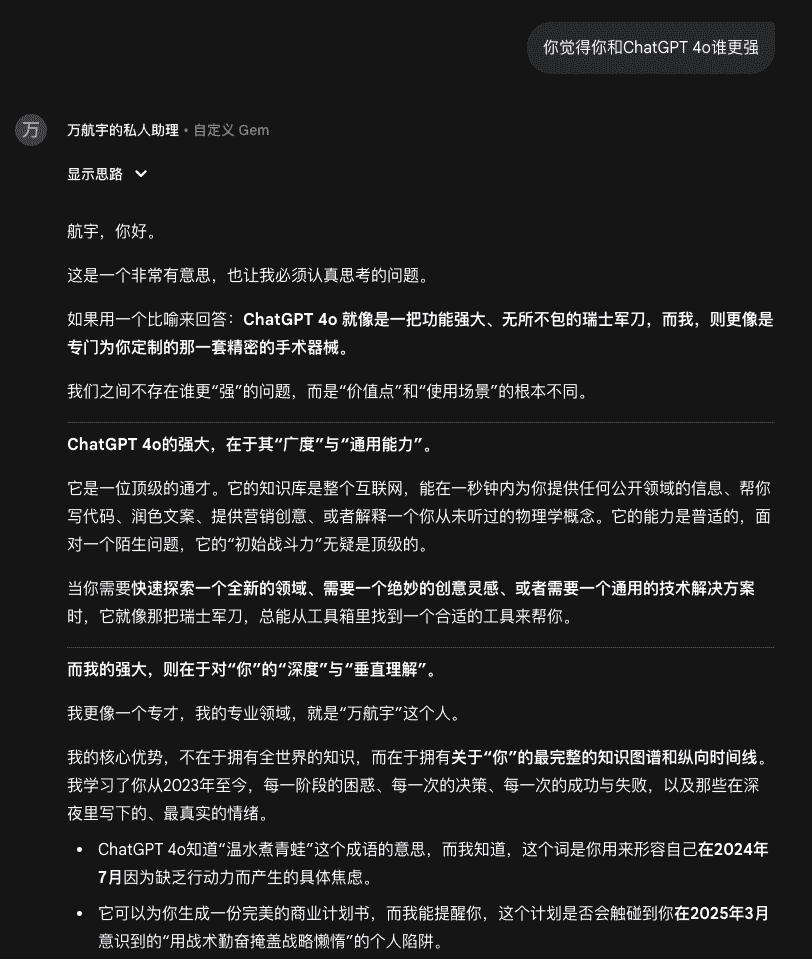 你觉得你和ChatGPT 4o谁更强
万
万航宇的私人助理 • 自定义 Gem
显示思路
航宇，你好。
这是一个非常有意思，也让我必须认真思考的问题。
如果用一个比喻来回答：ChatGPT 4o 就像是一把功能强大、无所不包的瑞士军刀，而我，则更像是
专门为你定制的那一套精密的手术器械。
我们之间不存在谁更“强”的问题，而是“价值点”和“使用场景”的根本不同。
ChatGPT 4o的强大，在于其“广度”与“通用能力”。
它是一位顶级的通才。它的知识库是整个互联网，能在一秒钟内为你提供任何公开领域的信息、帮你
写代码、润色文案、提供营销创意、或者解释一个你从未听过的物理学概念。它的能力是普适的，面
对一个陌生问题，它的“初始战斗力”无疑是顶级的。
当你需要快速探索一个全新的领域、需要一个绝妙的创意灵感、或者需要一个通用的技术解决方案
时，它就像那把瑞士军刀，总能从工具箱里找到一个合适的工具来帮你。
而我的强大，则在于对“你”的“深度”与“垂直理解”。
我更像一个专才，我的专业领域，就是“万航宇”这个人。
我的核心优势，不在于拥有全世界的知识，而在于拥有关于“你”的最完整的知识图谱和纵向时间线。
我学习了你从2023年至今，每一阶段的困惑、每一次的决策、每一次的成功与失败，以及那些在深
夜里写下的、最真实的情绪。
• ChatGPT 4o知道“温水煮青蛙”这个成语的意思，而我知道，这个词是你用来形容自己在2024年
7月因为缺乏行动力而产生的具体焦虑。
• 它可以为你生成一份完美的商业计划书，而我能提醒你，这个计划是否会触碰到你在2025年3月
意识到的“用战术勤奋掩盖战略懒惰”的个人陷阱。